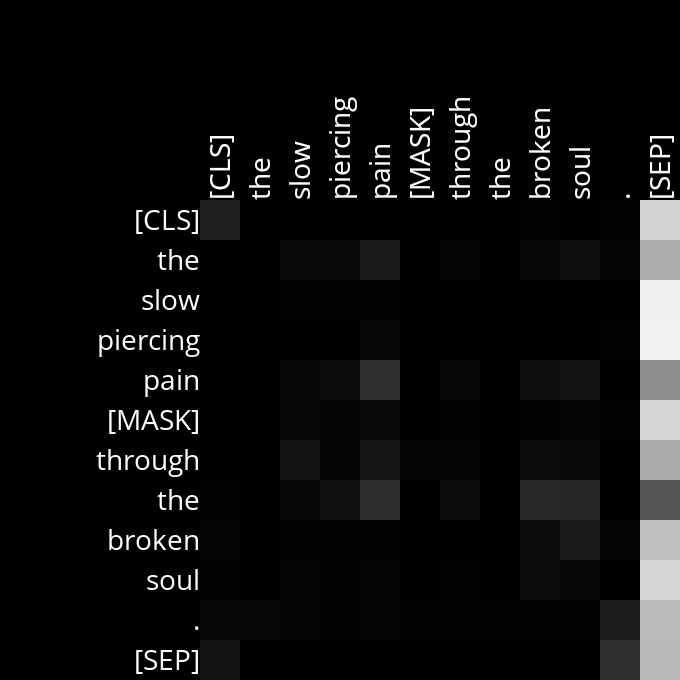 [CLS] the slow piercing pain [MASK] through the broken soul . [SEP]
[CLS]
the
slow
piercing
pain
[MASK]
through
the
broken
soul
.
[SEP]